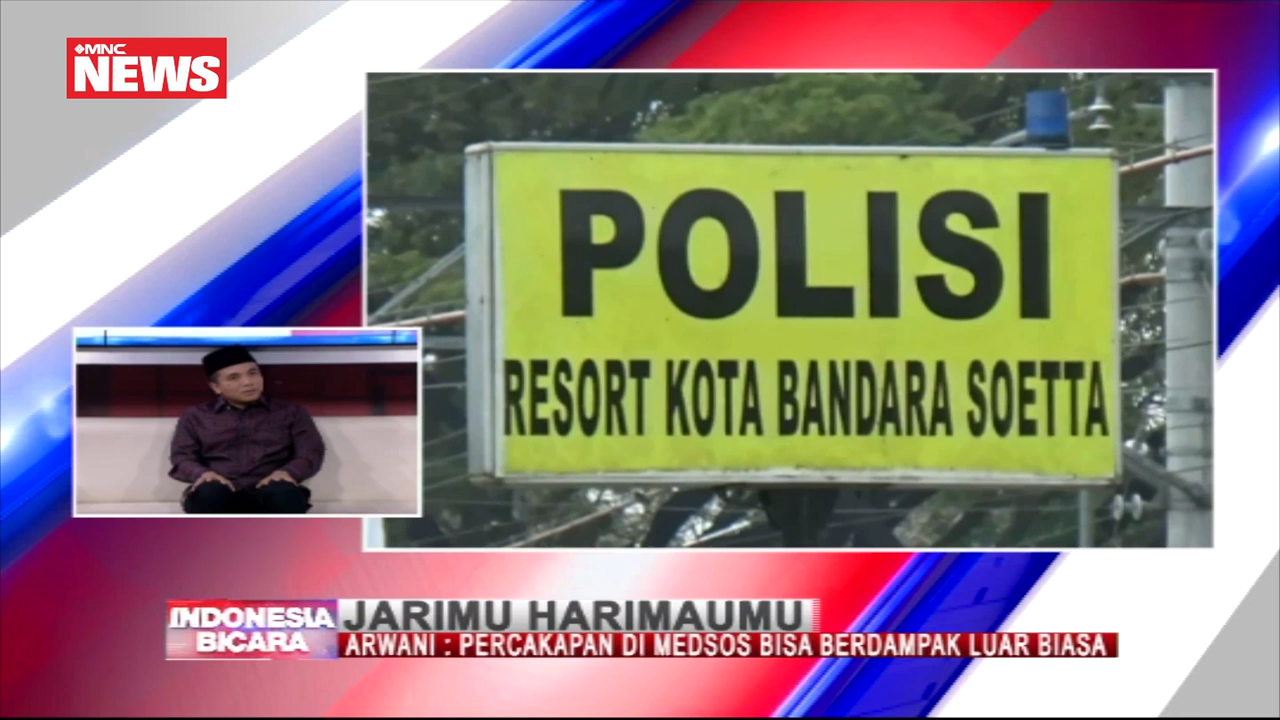 MNC
NEWS
POLISI
RESORT KOTA BANDARA SOETTA
INDONESIA
BICARA
JARIMU HARIMAUMU
ARWANI : PERCAKAPAN DI MEDSOS BISA BERDAMPAK LUAR BIASA